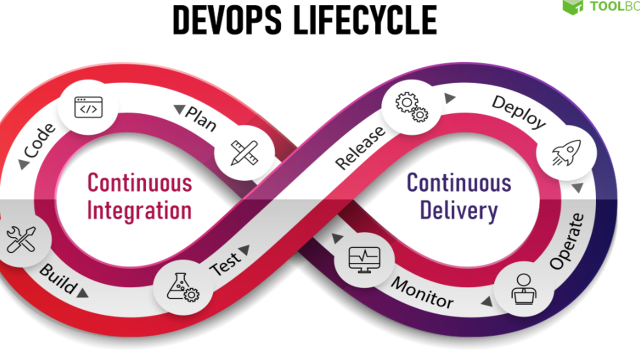 DEVOPS LIFECYCLE
Plan
Code
Build
Test
Release
Deploy
Operate
Monitor
Continuous
Integration
Continuous
Delivery